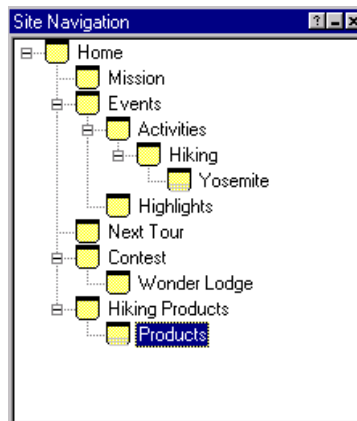 Site Navigation
Home
Mission
Events
Activities
Hiking
Yosemite
Highlights
Next Tour
Contest
Wonder Lodge
Hiking Products
Products